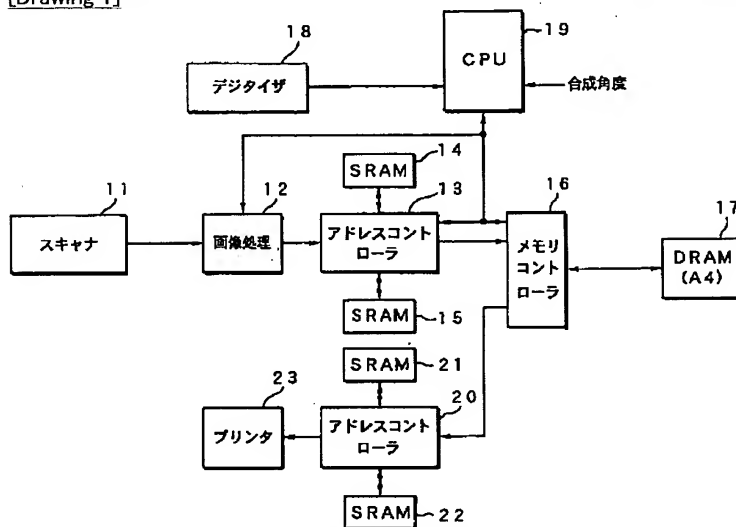 [Drawing 1]
18
19
CPU
デジタイザ
合成角度
14
SRAM
13
11
12
16
17
スキャナ
画像処理
アドレスコント
ローラ
メモリ
コント
ローラ
DRAM
(A4)
SRAM
15
SRAM
21
23
20
プリンタ
アドレスコント
ローラ
SRAM
22